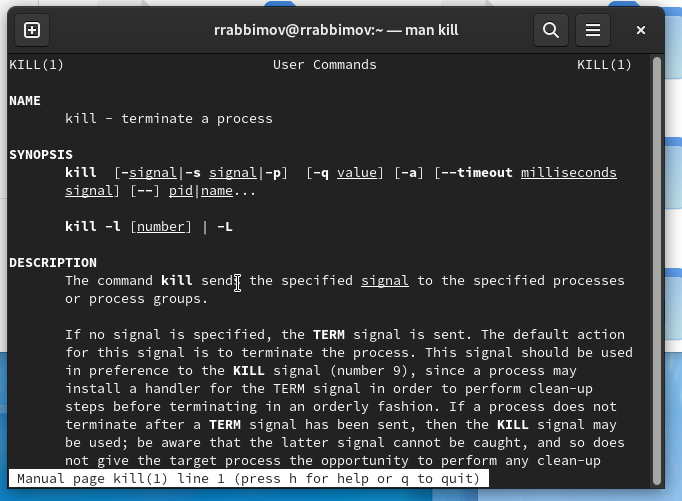 rrabbimov@rrabbimov:~ — man kill
KILL(1) User Commands KILL(1)
NAME
kill - terminate a process
SYNOPSIS
kill [-signal|-s signal|-p] [-q value] [-a] [--timeout milliseconds
signal] [--] pid|name...
kill -l [number] | -L
DESCRIPTION
The command kill sends the specified signal to the specified processes
or process groups.
If no signal is specified, the TERM signal is sent. The default action
for this signal is to terminate the process. This signal should be used
in preference to the KILL signal (number 9), since a process may
install a handler for the TERM signal in order to perform clean-up
steps before terminating in an orderly fashion. If a process does not
terminate after a TERM signal has been sent, then the KILL signal may
be used; be aware that the latter signal cannot be caught, and so does
not give the target process the opportunity to perform any clean-up
Manual page kill(1) line 1 (press h for help or q to quit)